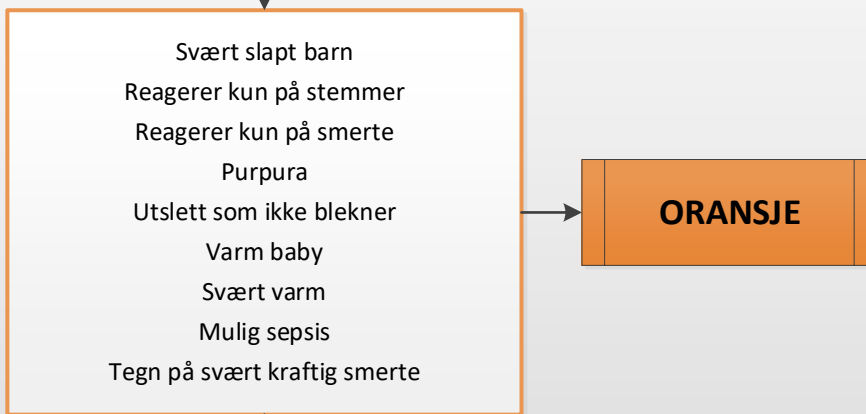 Svært slapt barn
Reagerer kun på stemmer
Reagerer kun på smerte
Purpura
Utslett som ikke blekner
Varm baby
Svært varm
Mulig sepsis
Tegn på svært kraftig smerte
ORANSJE